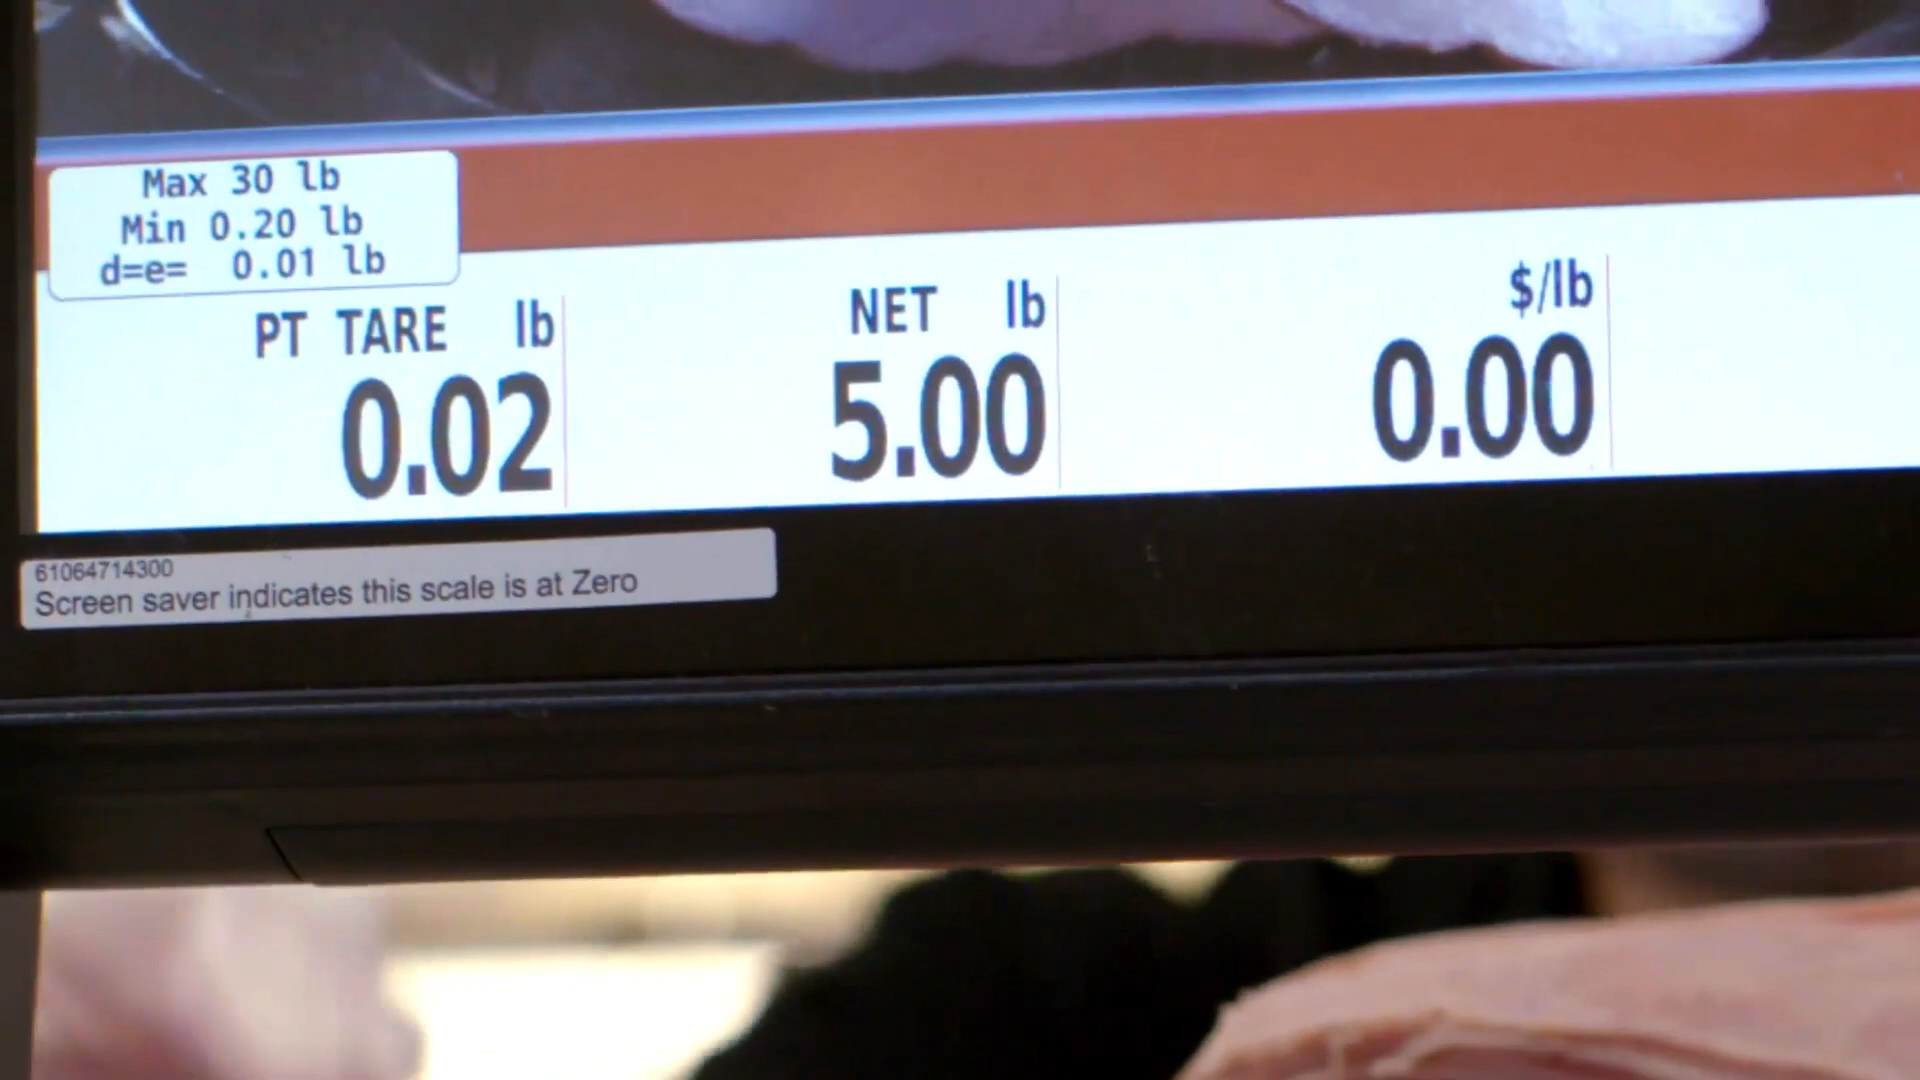 Max 30 lb
Min 0.20 lb
d=e= 0.01 lb
PT TARE lb NET lb $/lb
0.02 5.00 0.00
61064714300
Screen saver indicates this scale is at Zero